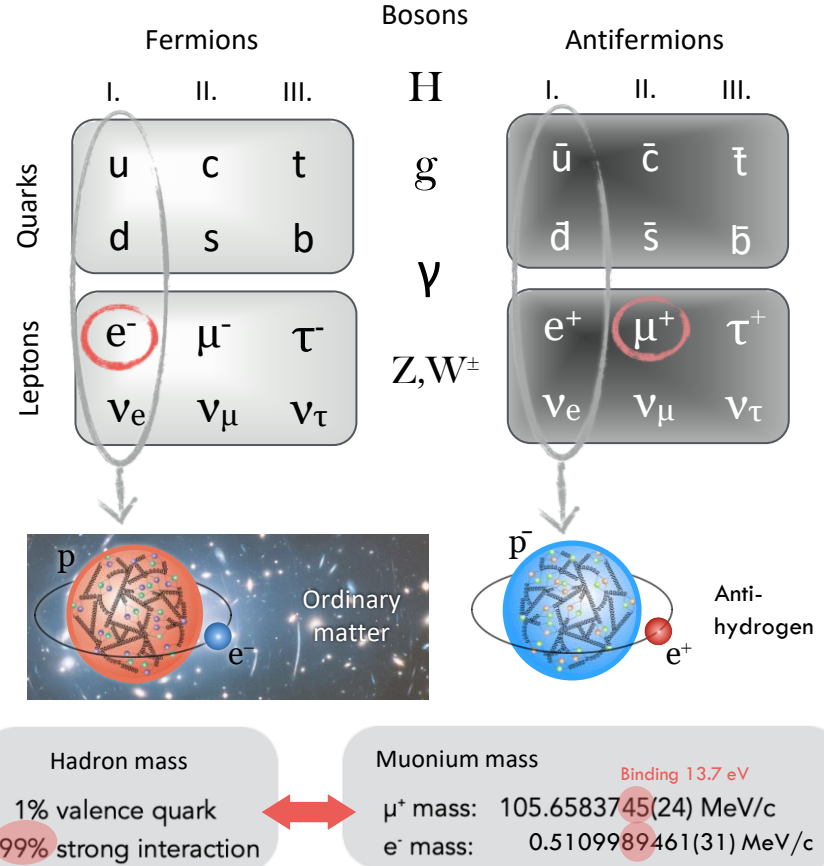 Bosons
Fermions
Antifermions
I. II. III.
H
I. II. III.
Quarks
u c t
g
ū c̄ t̄
d s b
d̄ s̄ b̄
γ
Leptons
e⁻ μ⁻ τ⁻
Z,W±
e⁺ μ⁺ τ⁺
νe νμ ντ
νe νμ ντ
p
Ordinary
matter
e⁻
p⁻
Anti-
hydrogen
e⁺
Hadron mass
1% valence quark
99% strong interaction
Muonium mass
Binding 13.7 eV
μ⁺ mass: 105.6583745(24) MeV/c
e⁻ mass: 0.5109989461(31) MeV/c